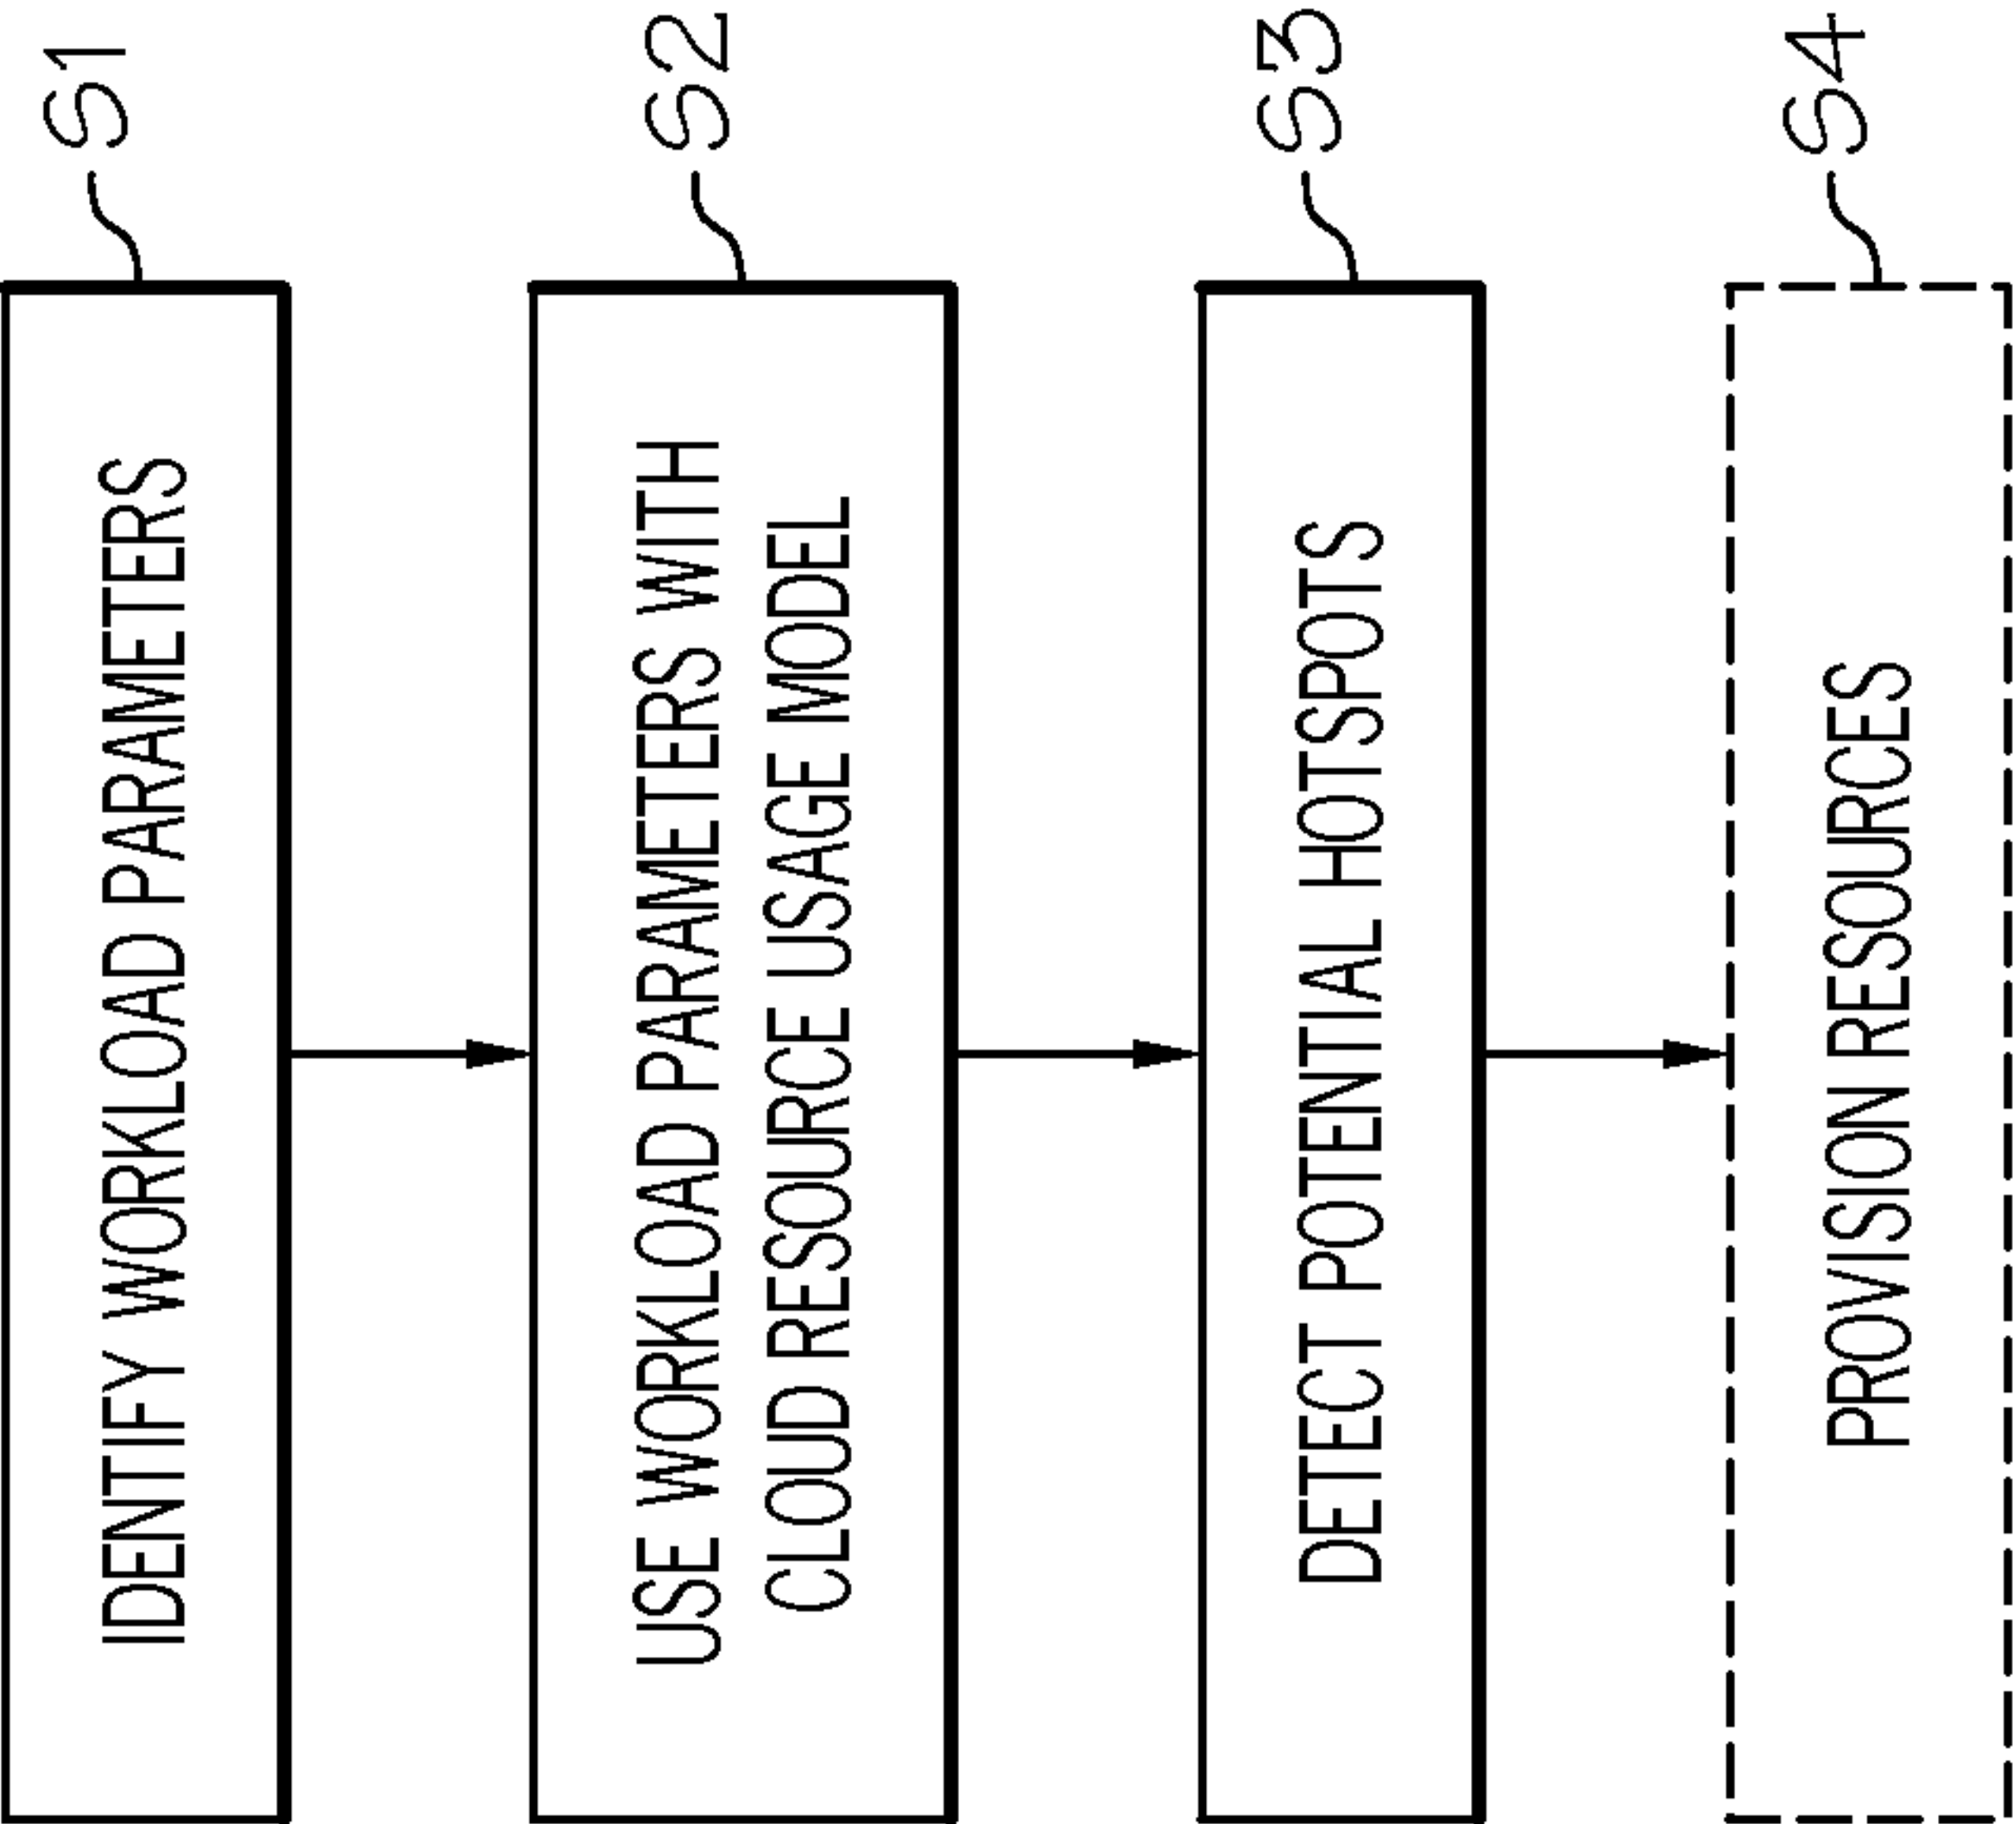 S1
IDENTIFY WORKLOAD PARAMETERS
S2
USE WORKLOAD PARAMETERS WITH
CLOUD RESOURCE USAGE MODEL
S3
DETECT POTENTIAL HOTSPOTS
S4
PROVISION RESOURCES